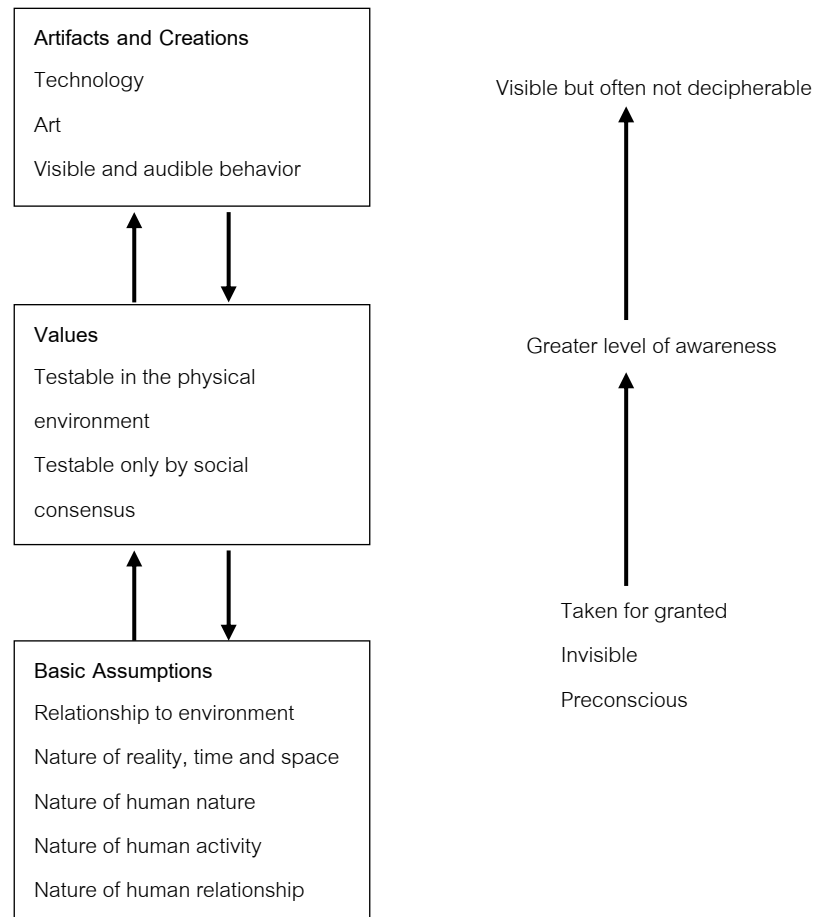 Artifacts and Creations
Technology
Art
Visible and audible behavior
Visible but often not decipherable
Values
Testable in the physical
environment
Testable only by social
consensus
Greater level of awareness
Basic Assumptions
Relationship to environment
Nature of reality, time and space
Nature of human nature
Nature of human activity
Nature of human relationship
Taken for granted
Invisible
Preconscious